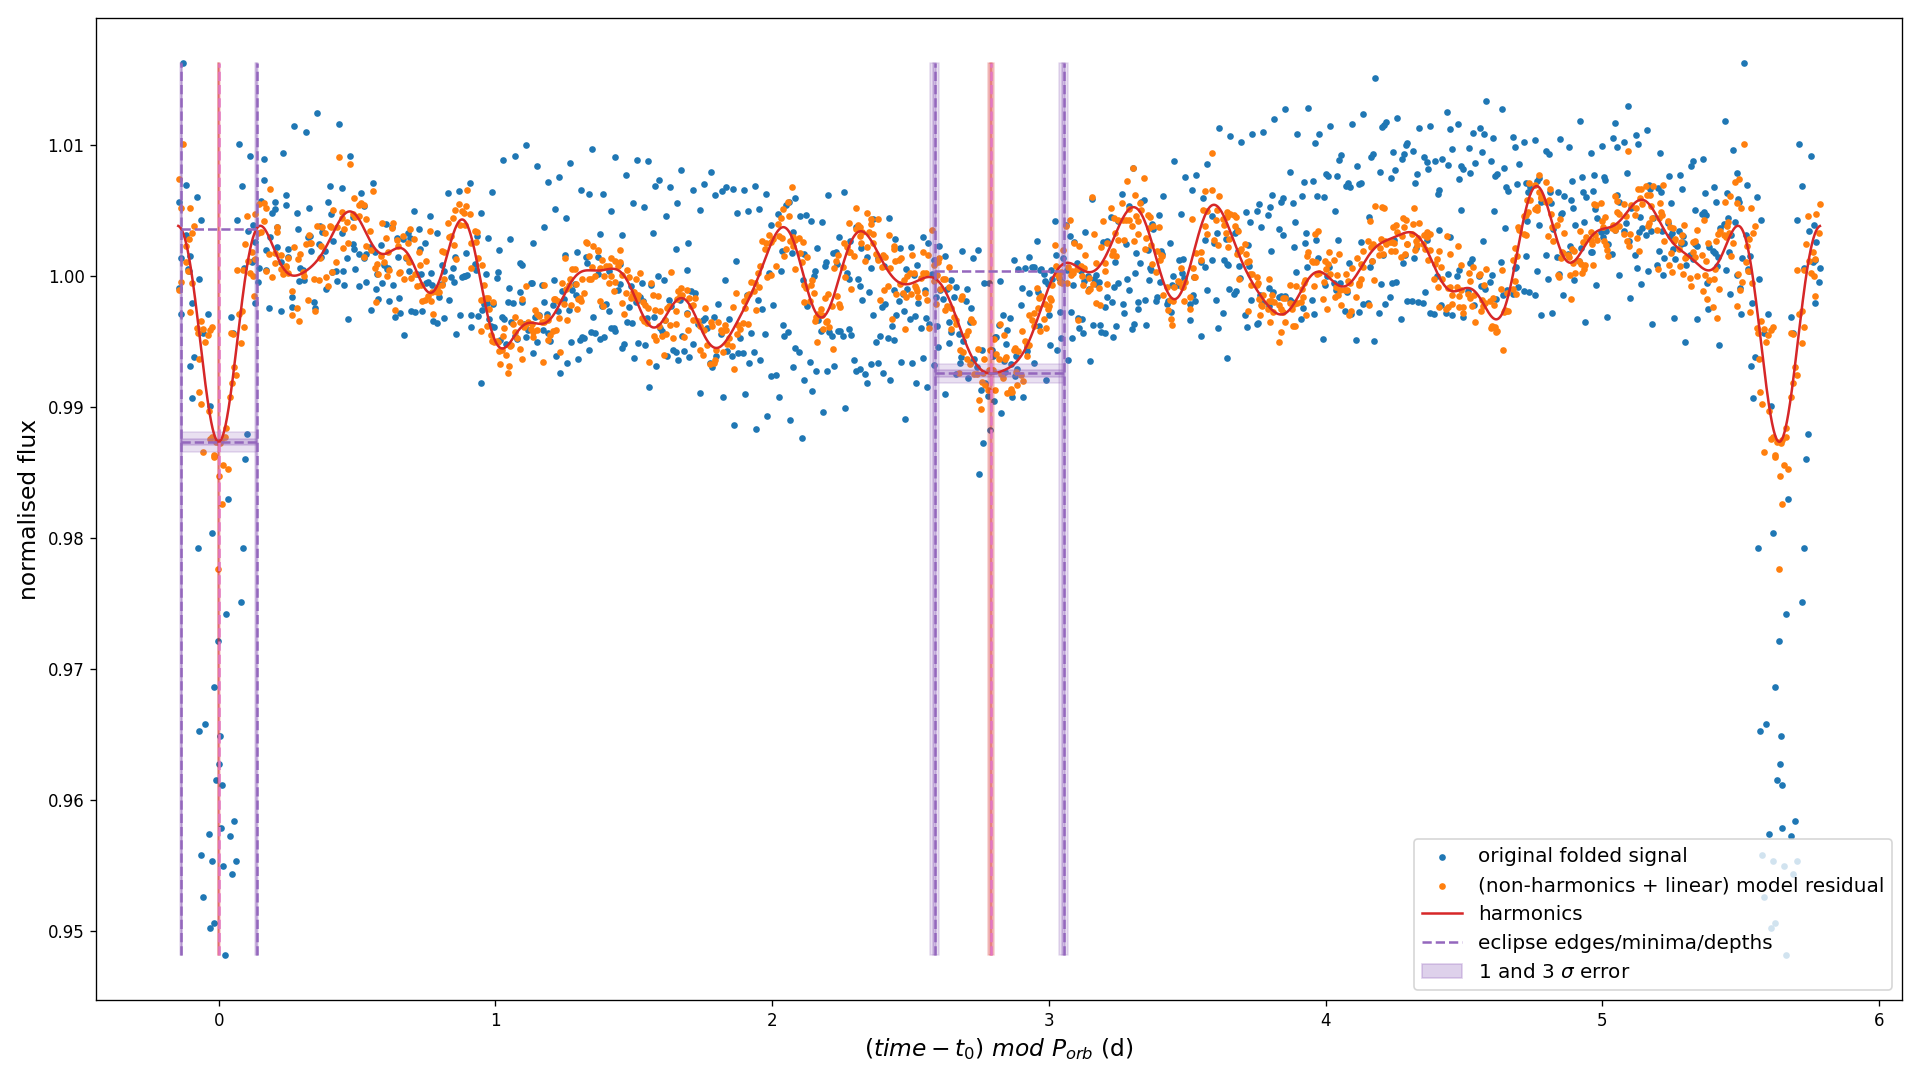 1.01
1.00
0.99
0.98
0.97
0.96
0.95
normalised flux
original folded signal
(non-harmonics + linear) model residual
harmonics
eclipse edges/minima/depths
1 and 3 σ error
0 1 2 3 4 5 6
(time − t₀) mod P_orb (d)